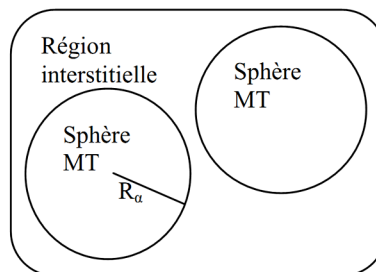 Région
interstitielle
Sphère
MT
Sphère
MT
Rα